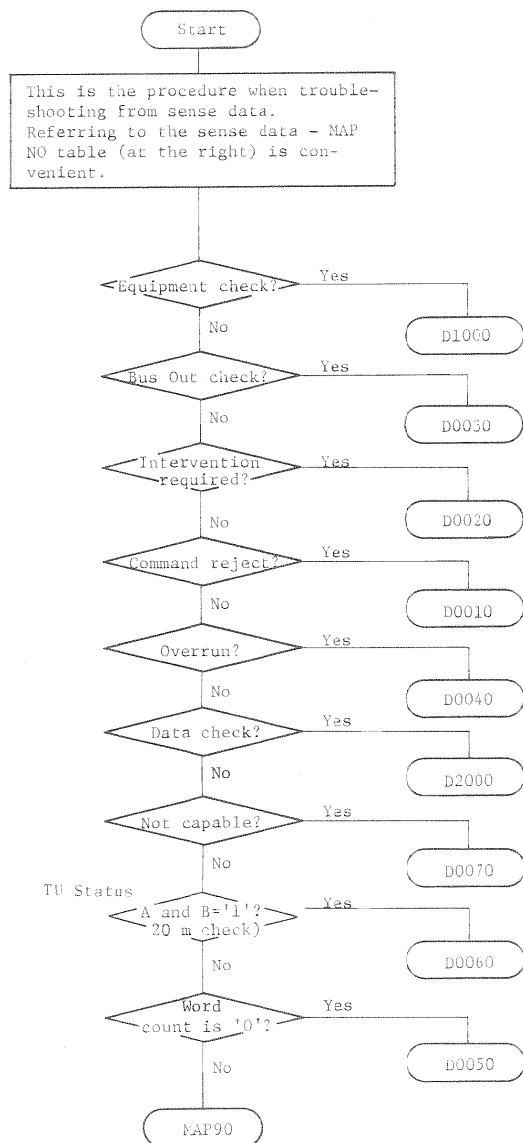 Start
This is the procedure when trouble-
shooting from sense data.
Referring to the sense data - MAP
NO table (at the right) is con-
venient.
Equipment check?
Yes
No
D1000
Bus Out check?
Yes
No
D0030
Intervention
required?
Yes
No
D0020
Command reject?
Yes
No
D0010
Overrun?
Yes
No
D0040
Data check?
Yes
No
D2000
Not capable?
Yes
No
D0070
TU Status
A and B='1'?
20 m check)
Yes
No
D0060
Word
count is '0'?
Yes
No
D0050
MAP90